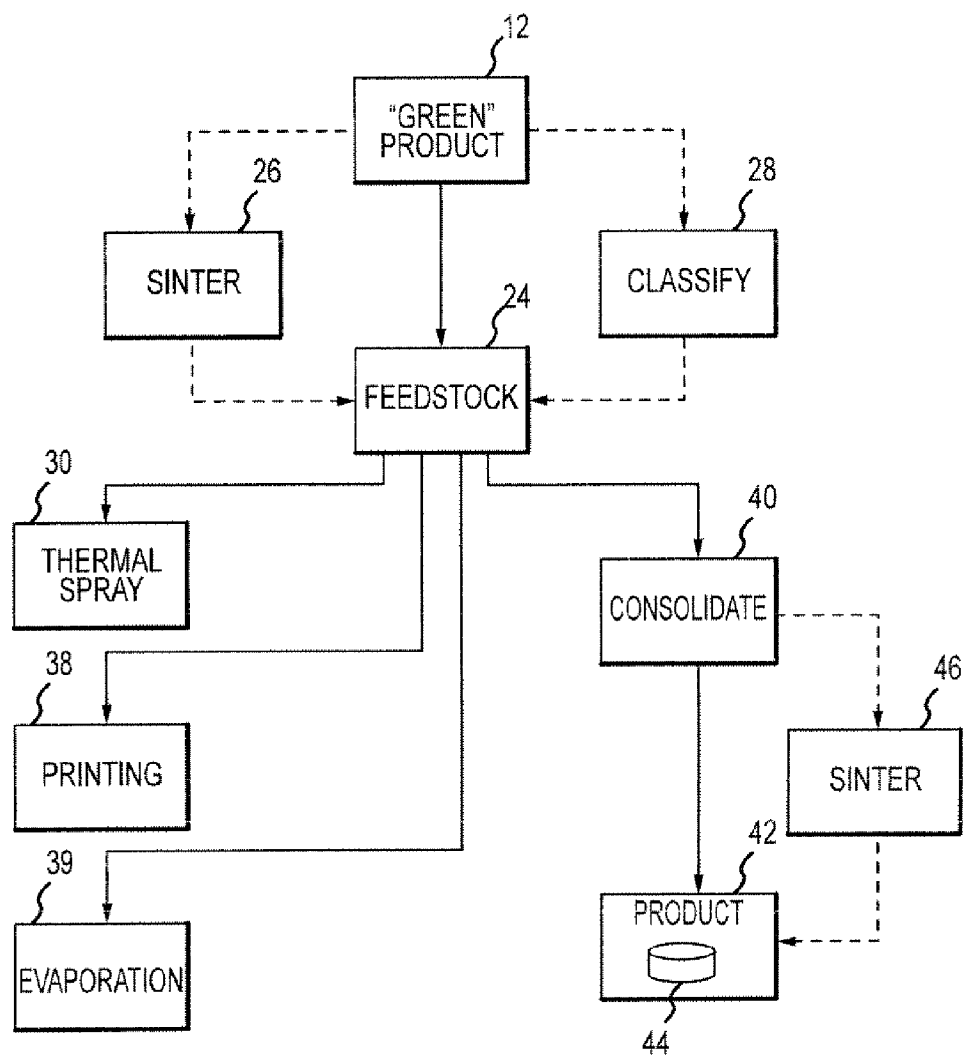 12
"GREEN"
PRODUCT
26
SINTER
28
CLASSIFY
24
FEEDSTOCK
30
THERMAL
SPRAY
40
CONSOLIDATE
38
PRINTING
46
SINTER
39
EVAPORATION
42
PRODUCT
44